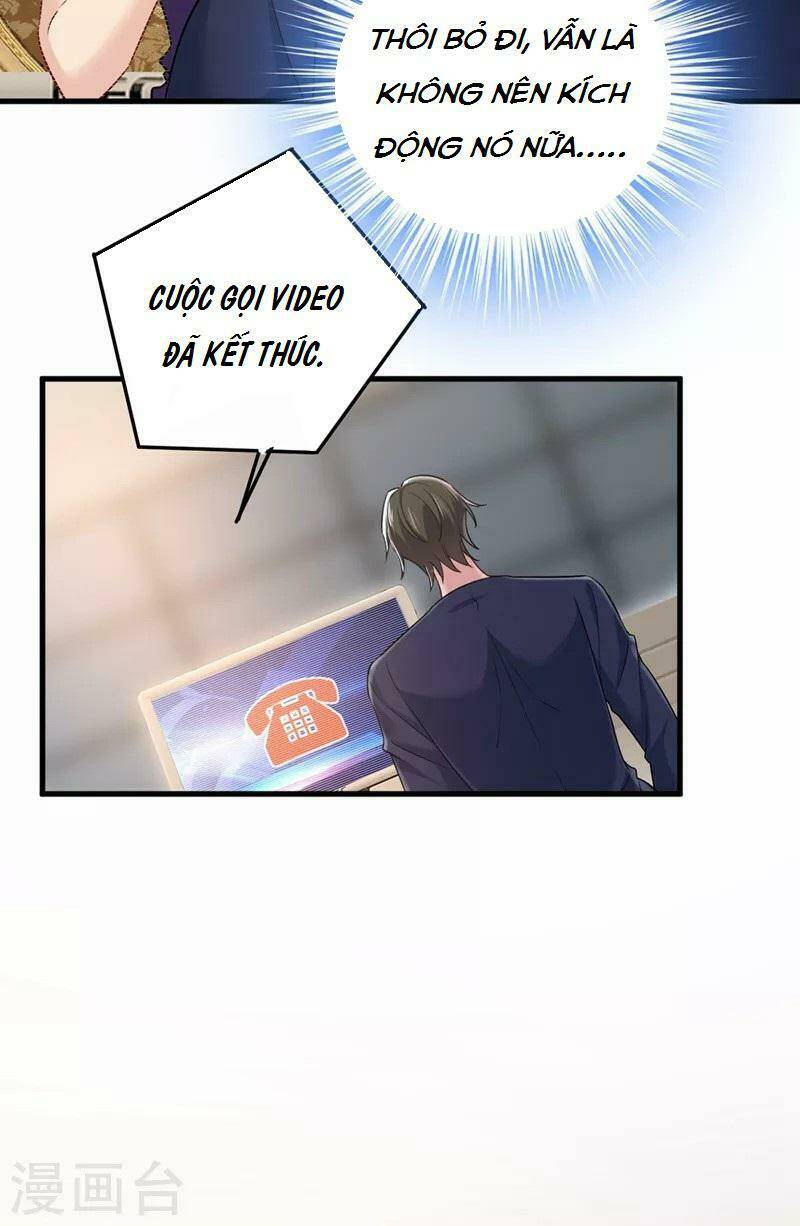 THÔI BỎ ĐI, VẪN LÀ
KHÔNG NÊN KÍCH
ĐỘNG NÓ NỮA.....
CUỘC GỌI VIDEO
ĐÃ KẾT THÚC.
漫画台